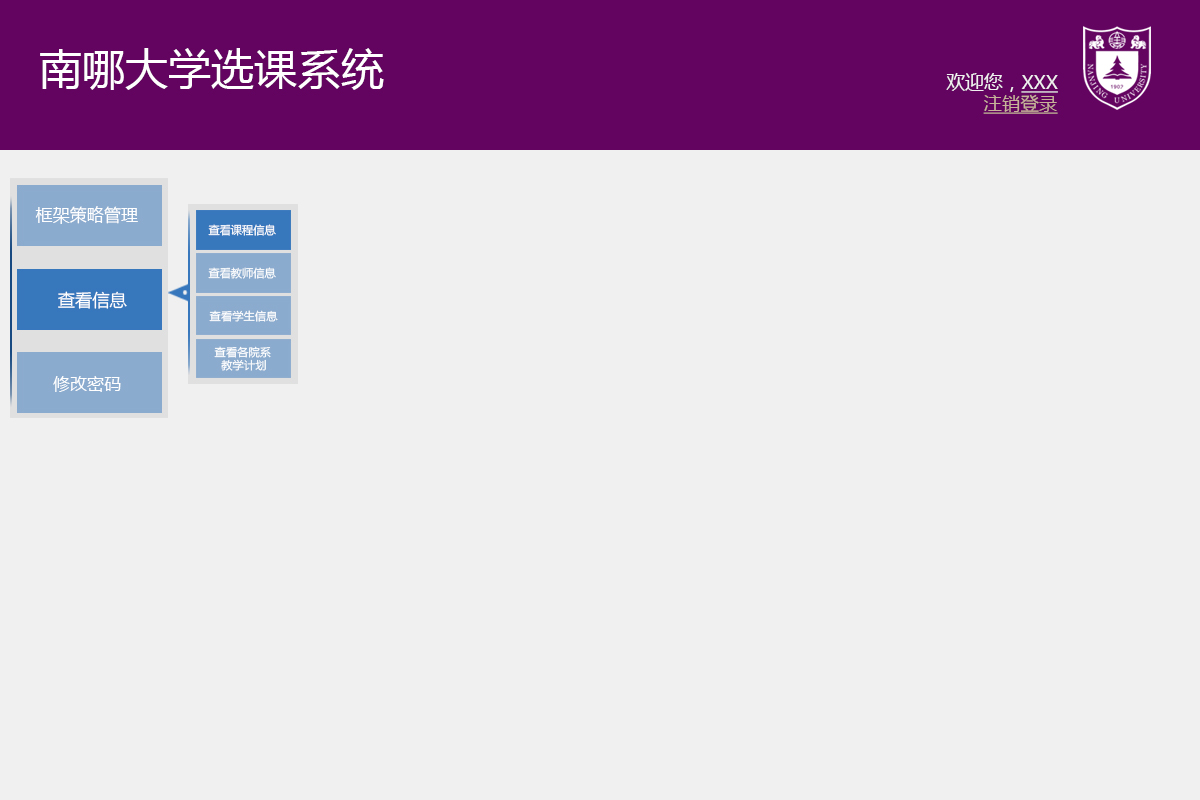 南哪大学选课系统
欢迎您，XXX
注销登录
NANJING UNIVERSITY
1902
框架策略管理
查看信息
修改密码
查看课程信息
查看教师信息
查看学生信息
查看各院系
教学计划